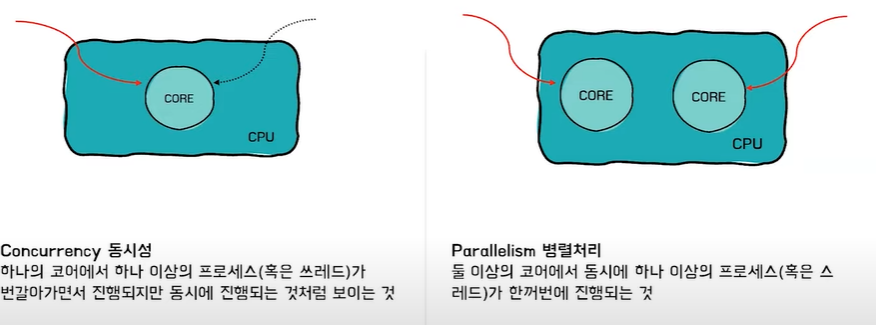 CORE
CPU
Concurrency 동시성
하나의 코어에서 하나 이상의 프로세스(혹은 쓰레드)가
번갈아가면서 진행되지만 동시에 진행되는 것처럼 보이는 것
CORE
CORE
CPU
Parallelism 병렬처리
둘 이상의 코어에서 동시에 하나 이상의 프로세스(혹은 스
레드)가 한꺼번에 진행되는 것